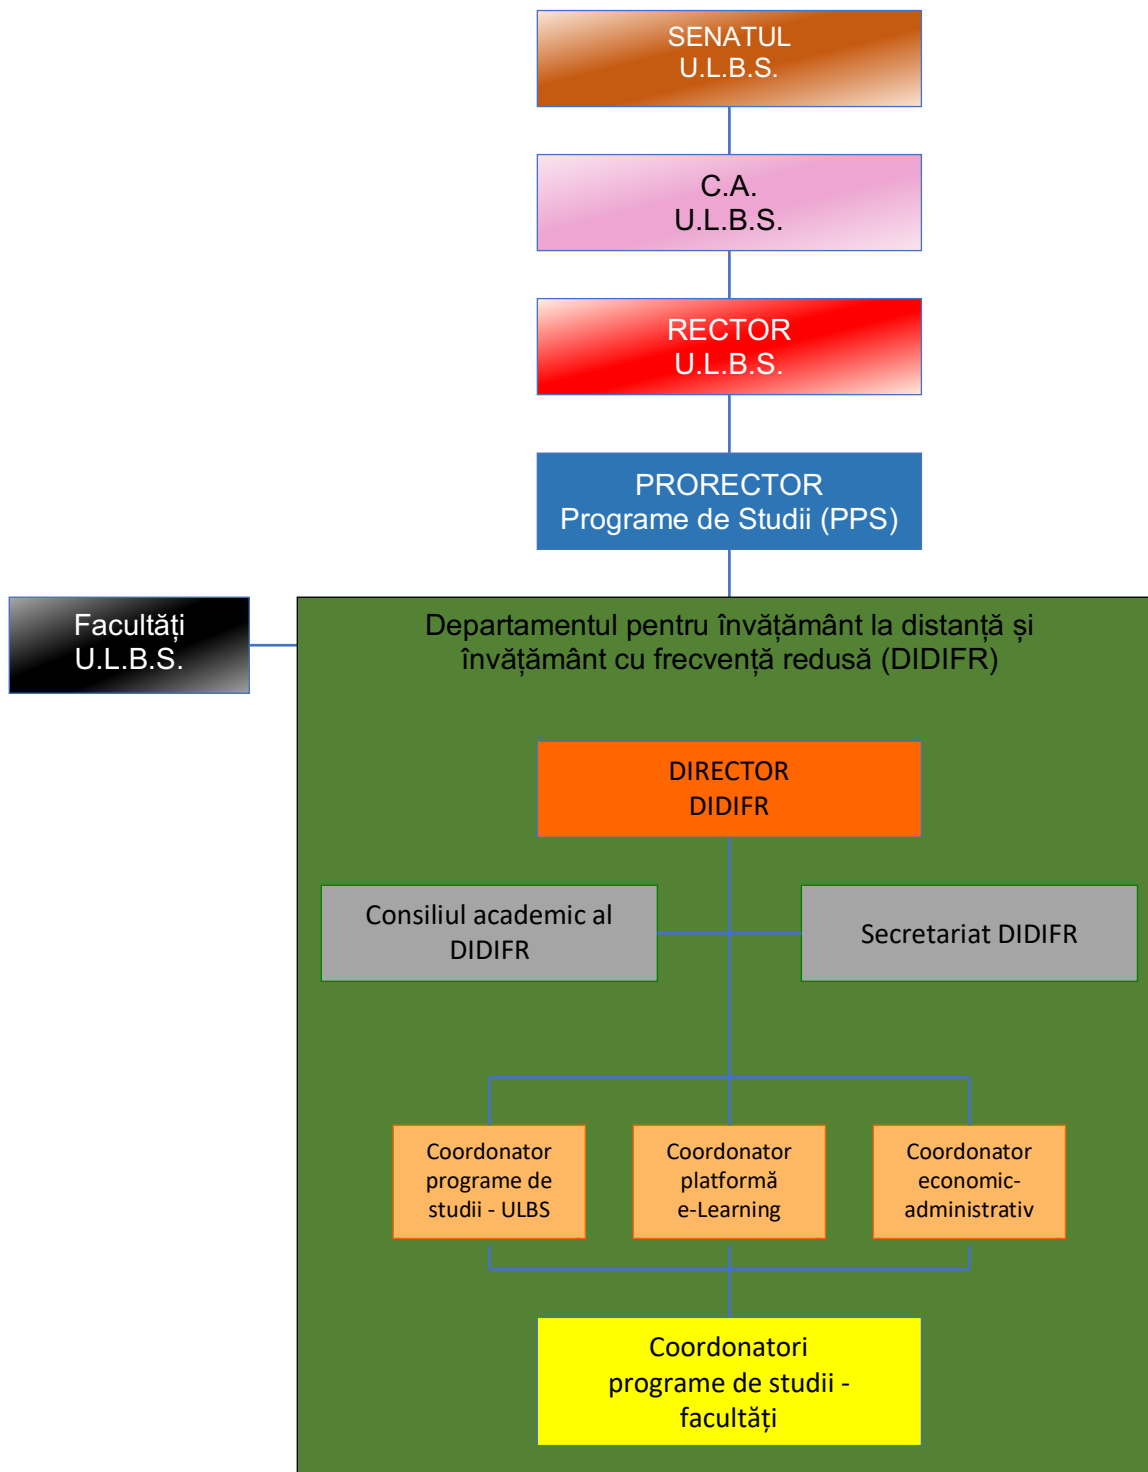 SENATUL
U.L.B.S.
C.A.
U.L.B.S.
RECTOR
U.L.B.S.
PRORECTOR
Programe de Studii (PPS)
Facultăți
U.L.B.S.
Departamentul pentru învățământ la distanță și
învățământ cu frecvență redusă (DIDIFR)
DIRECTOR
DIDIFR
Consiliul academic al
DIDIFR
Secretariat DIDIFR
Coordonator
programe de
studii - ULBS
Coordonator
platformă
e-Learning
Coordonator
economic-
administrativ
Coordonatori
programe de studii -
facultăți